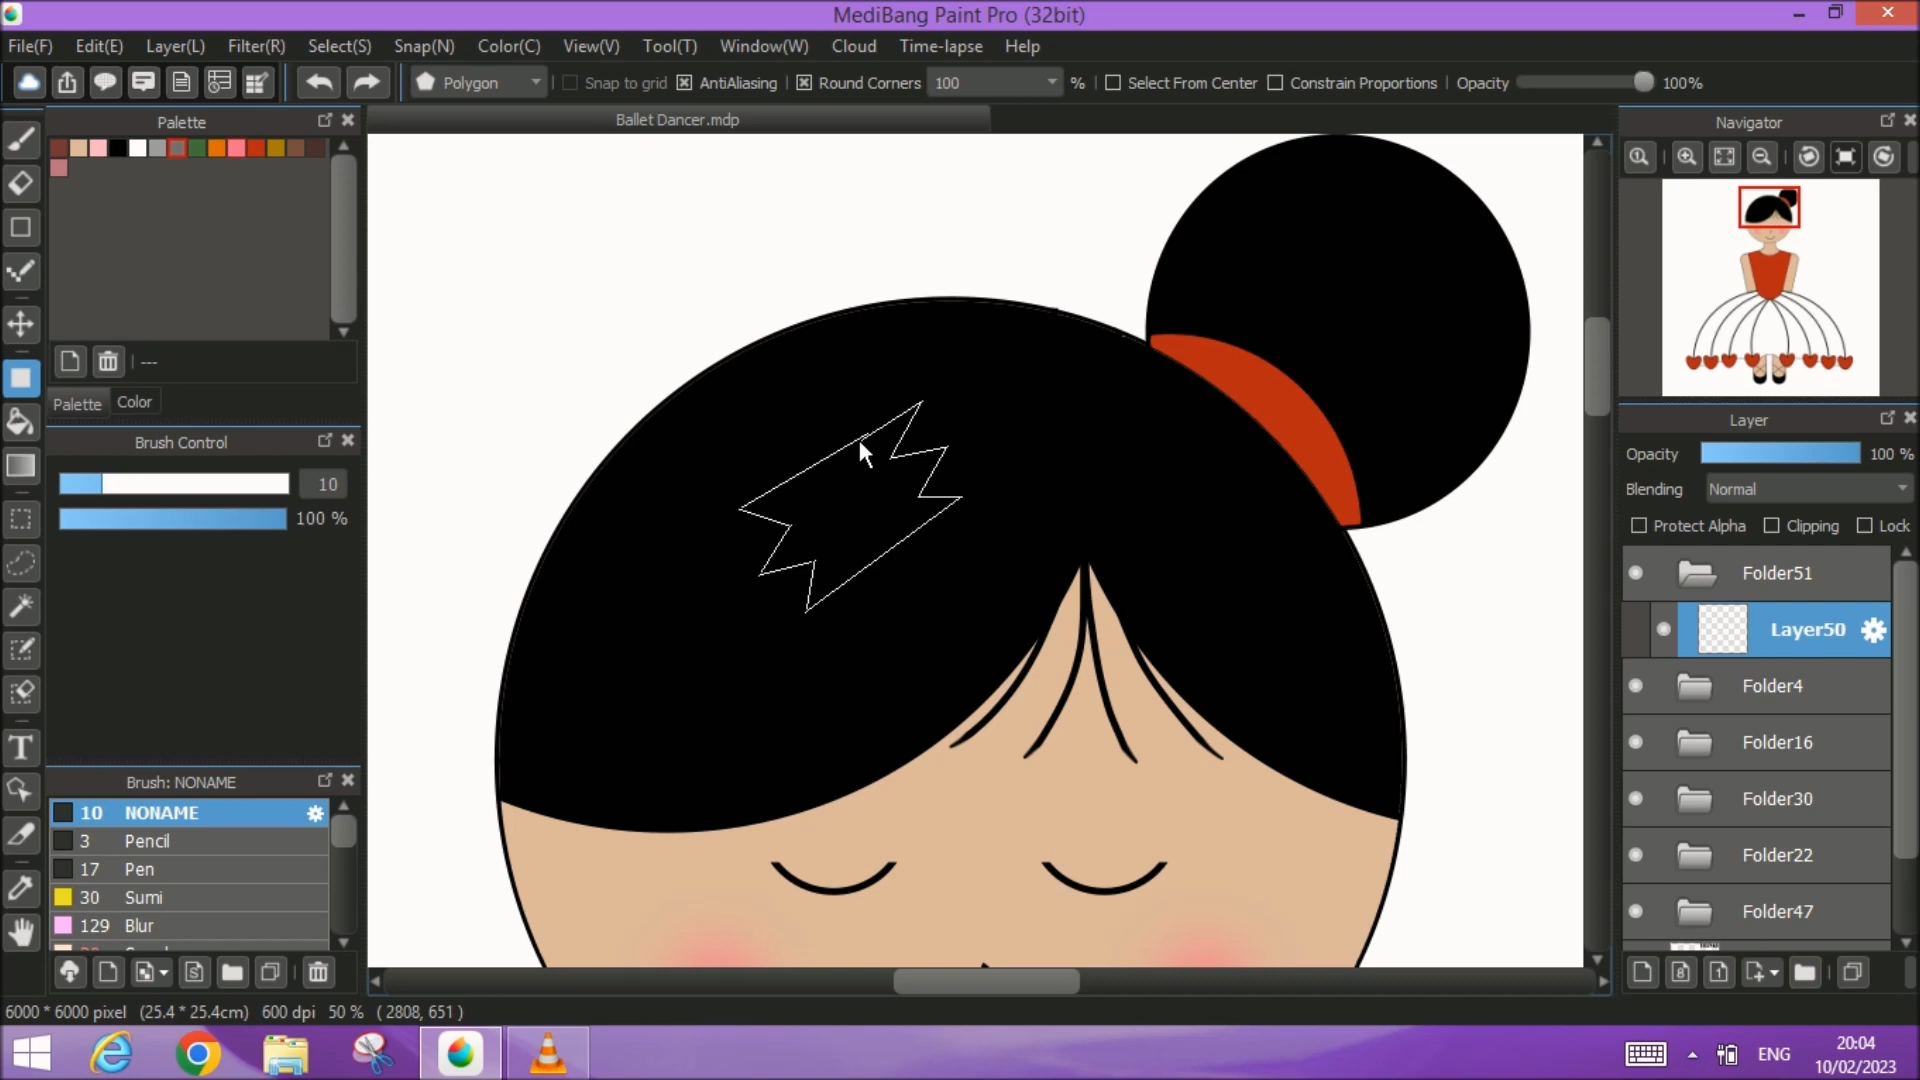 MediBang Paint Pro (32bit)
File(F) Edit(E) Layer(L) Filter(R) Select(S) Snap(N) Color(C) View(V) Tool(T) Window(W) Cloud Time-lapse Help
Polygon Snap to grid AntiAliasing Round Corners 100 % Select From Center Constrain Proportions Opacity 100%
Palette
Ballet Dancer.mdp
Navigator
---
Palette Color
Brush Control
10
100 %
Brush: NONAME
10 NONAME
3 Pencil
17 Pen
30 Sumi
129 Blur
Layer
Opacity 100 %
Blending Normal
Protect Alpha Clipping Lock
Folder51
Layer50
Folder4
Folder16
Folder30
Folder22
Folder47
6000 * 6000 pixel (25.4 * 25.4cm) 600 dpi 50 % ( 2808, 651 )
ENG
20:04
10/02/2023